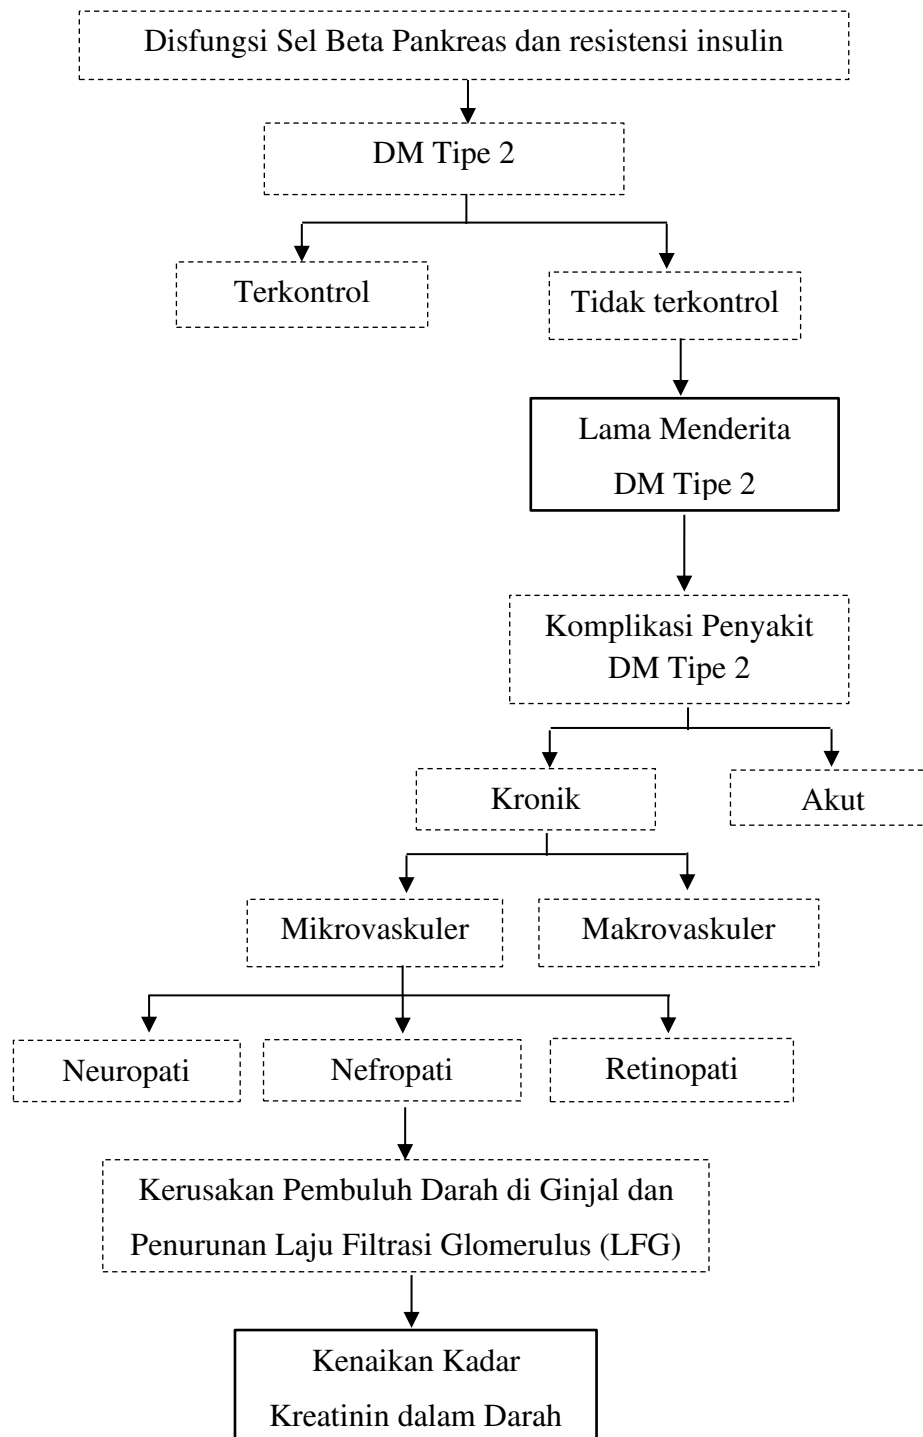 Disfungsi Sel Beta Pankreas dan resistensi insulin
DM Tipe 2
Terkontrol
Tidak terkontrol
Lama Menderita
DM Tipe 2
Komplikasi Penyakit
DM Tipe 2
Kronik
Akut
Mikrovaskuler
Makrovaskuler
Neuropati
Nefropati
Retinopati
Kerusakan Pembuluh Darah di Ginjal dan
Penurunan Laju Filtrasi Glomerulus (LFG)
Kenaikan Kadar
Kreatinin dalam Darah